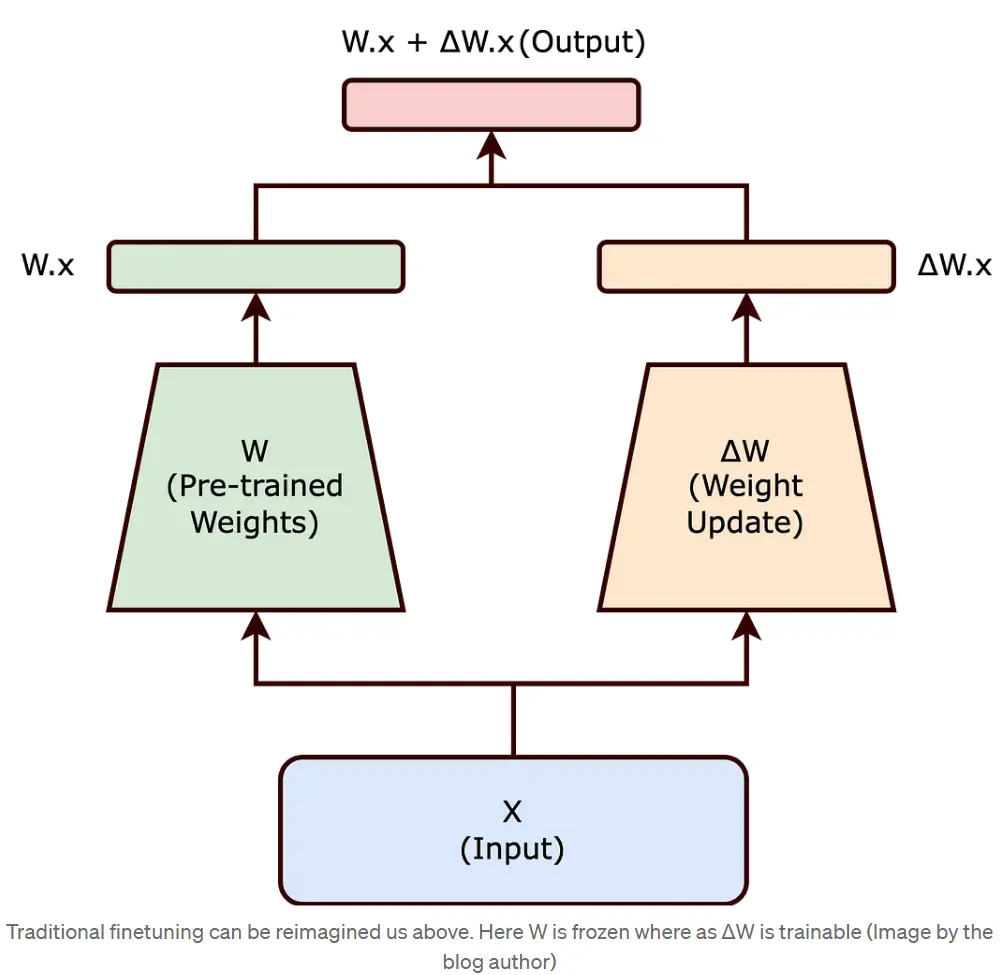 W.x + ΔW.x(Output)
W.x
ΔW.x
W
(Pre-trained
Weights)
ΔW
(Weight
Update)
X
(Input)
Traditional finetuning can be reimagined us above. Here W is frozen where as ΔW is trainable (Image by the
blog author)